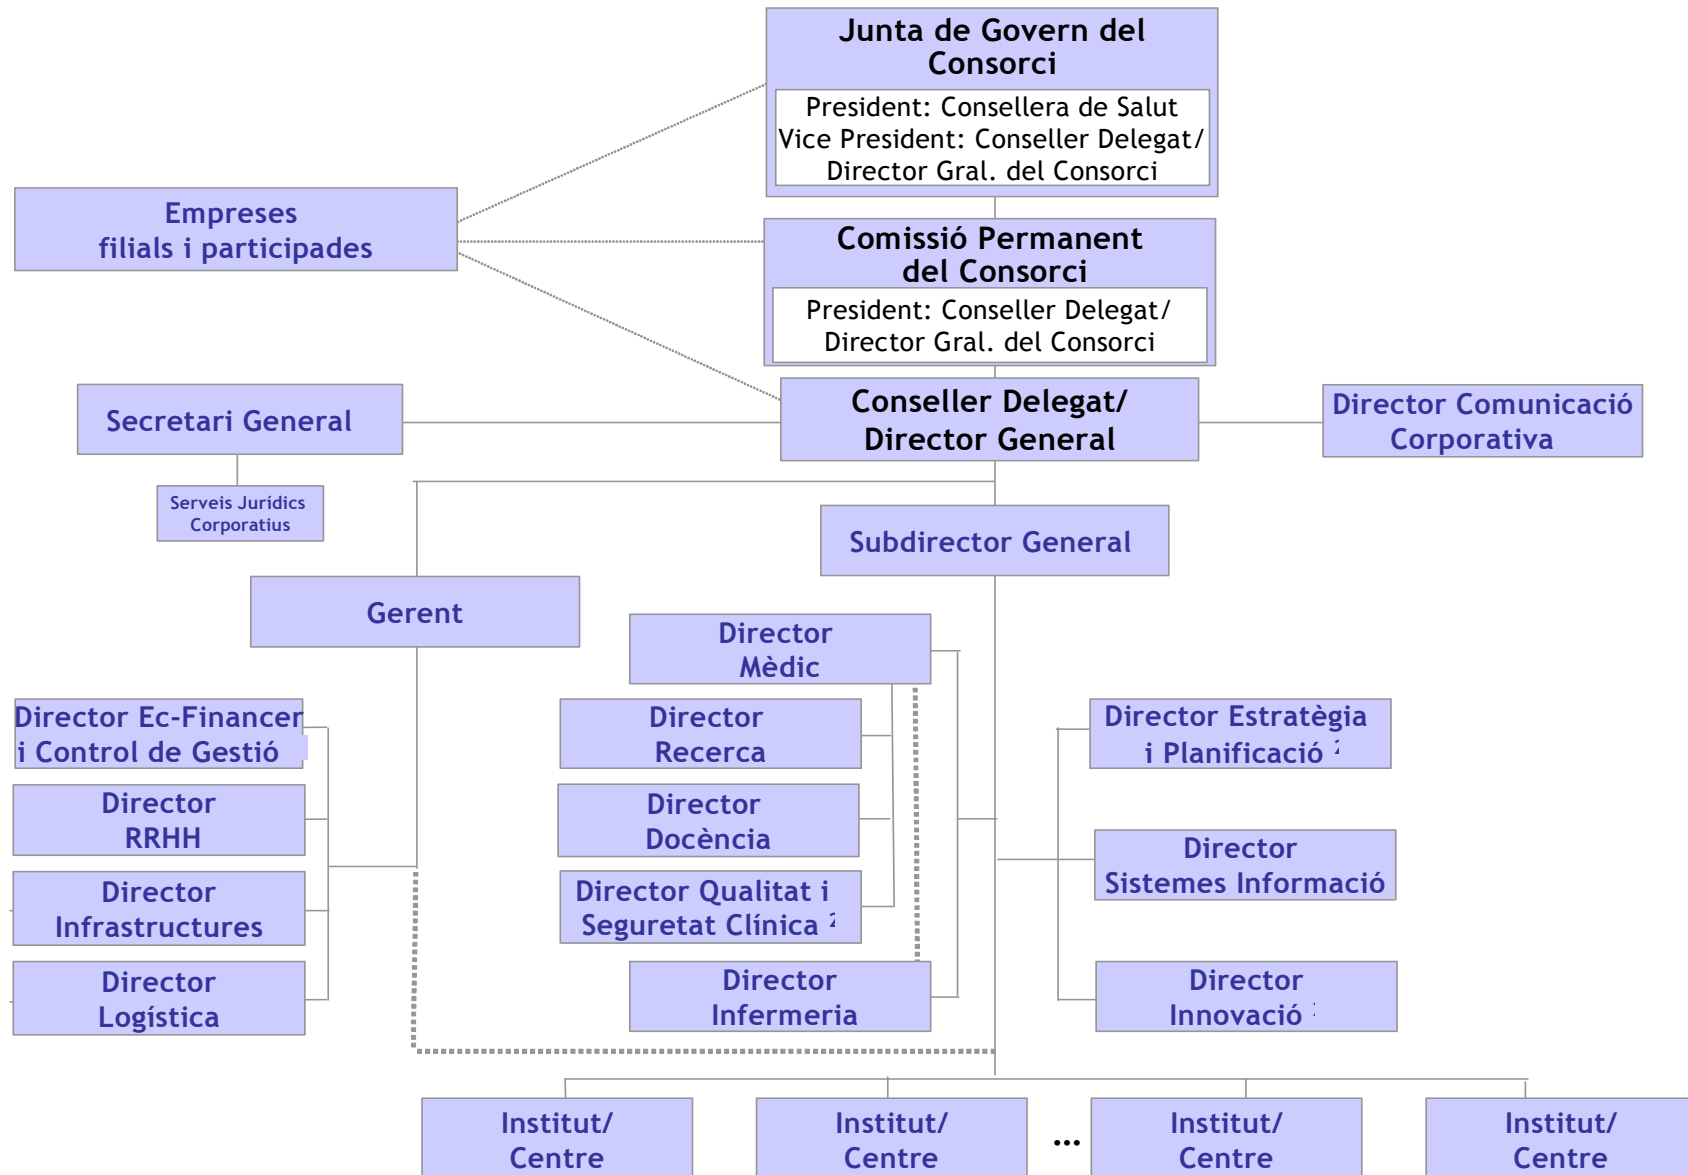 Junta de Govern del
Consorci
President: Consellera de Salut
Vice President: Conseller Delegat/
Director Gral. del Consorci
Empreses
filials i participades
Comissió Permanent
del Consorci
President: Conseller Delegat/
Director Gral. del Consorci
Secretari General
Conseller Delegat/
Director General
Director Comunicació
Corporativa
Serveis Jurídics
Corporatius
Subdirector General
Gerent
Director
Mèdic
Director Ec-Financer
i Control de Gestió
Director
Recerca
Director Estratègia
i Planificació ²
Director
RRHH
Director
Docència
Director
Sistemes Informació
Director
Infrastructures
Director Qualitat i
Seguretat Clínica ²
Director
Logística
Director
Infermeria
Director
Innovació
Institut/
Centre
Institut/
Centre
...
Institut/
Centre
Institut/
Centre